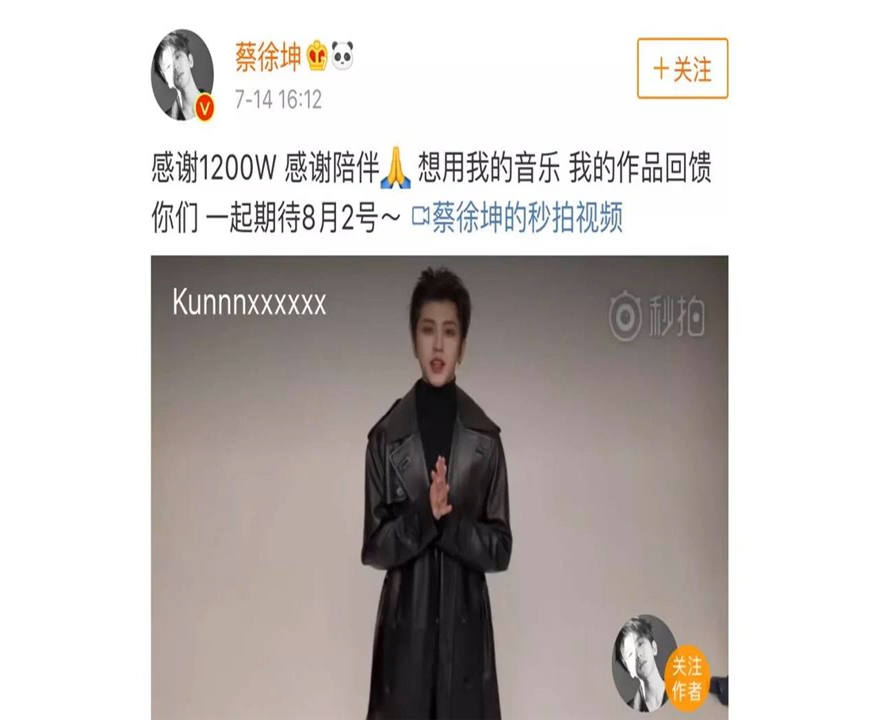 蔡徐坤
7-14 16:12
+关注
感谢1200W 感谢陪伴🙏 想用我的音乐 我的作品回馈
你们 一起期待8月2号~ 蔡徐坤的秒拍视频
Kunnnxxxxxx
秒拍
关注
作者